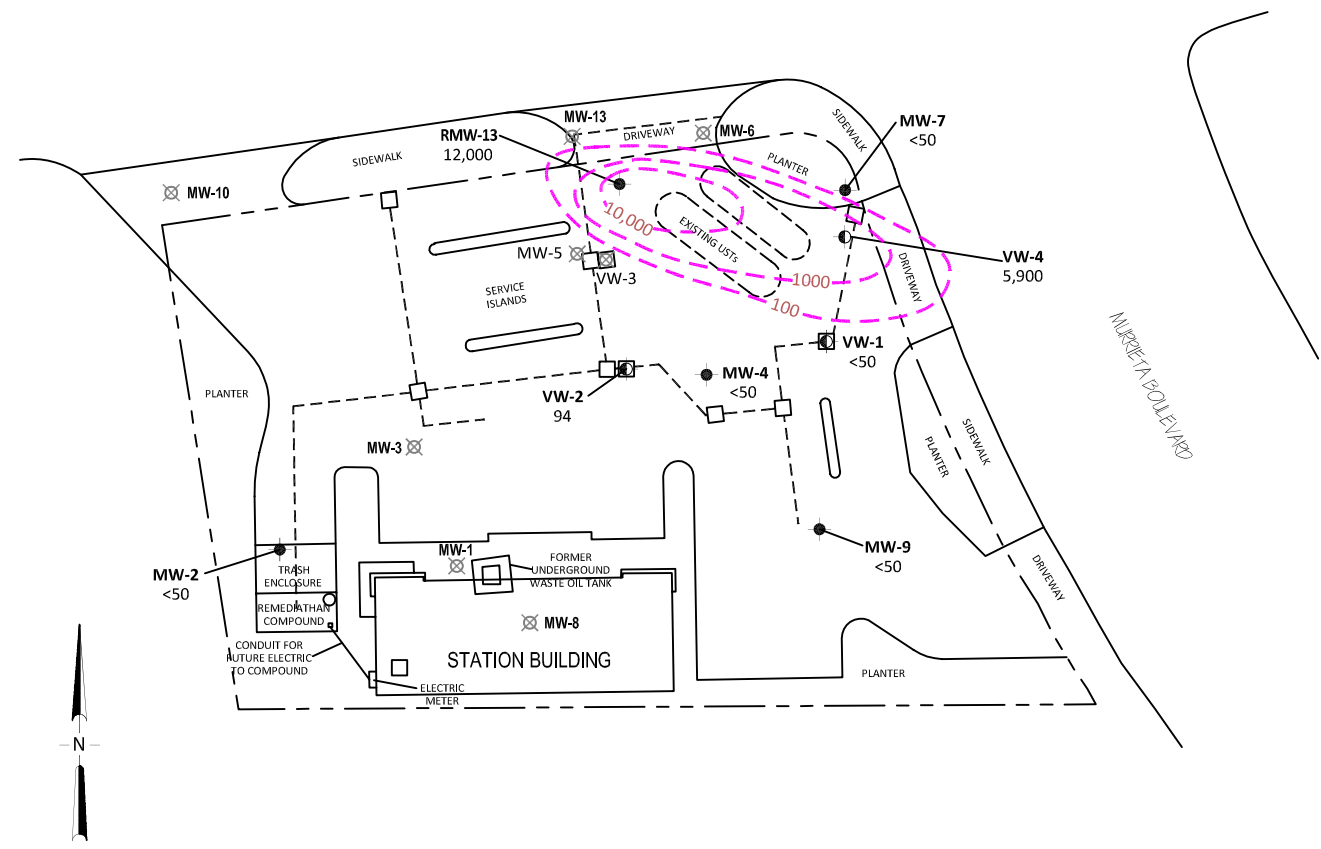 MW-13
MW-6
DRIVEWAY
SIDEWALK
MW-7
<50
RMW-13
12,000
SIDEWALK
PLANTER
MW-10
10,000
EXISTING USTs
MW-5
VW-3
VW-4
5,900
DRIVEWAY
1000
100
SERVICE
ISLANDS
MURRIETA BOULEVARD
VW-1
<50
MW-4
<50
VW-2
94
PLANTER
MW-3
SIDEWALK
PLANTER
MW-1
FORMER
UNDERGROUND
WASTE OIL TANK
MW-9
<50
MW-2
<50
TRASH
ENCLOSURE
REMEDIATHAN
COMPOUND
DRIVEWAY
MW-8
CONDUIT FOR
FUTURE ELECTRIC
TO COMPOUND
STATION BUILDING
PLANTER
ELECTRIC
METER
N